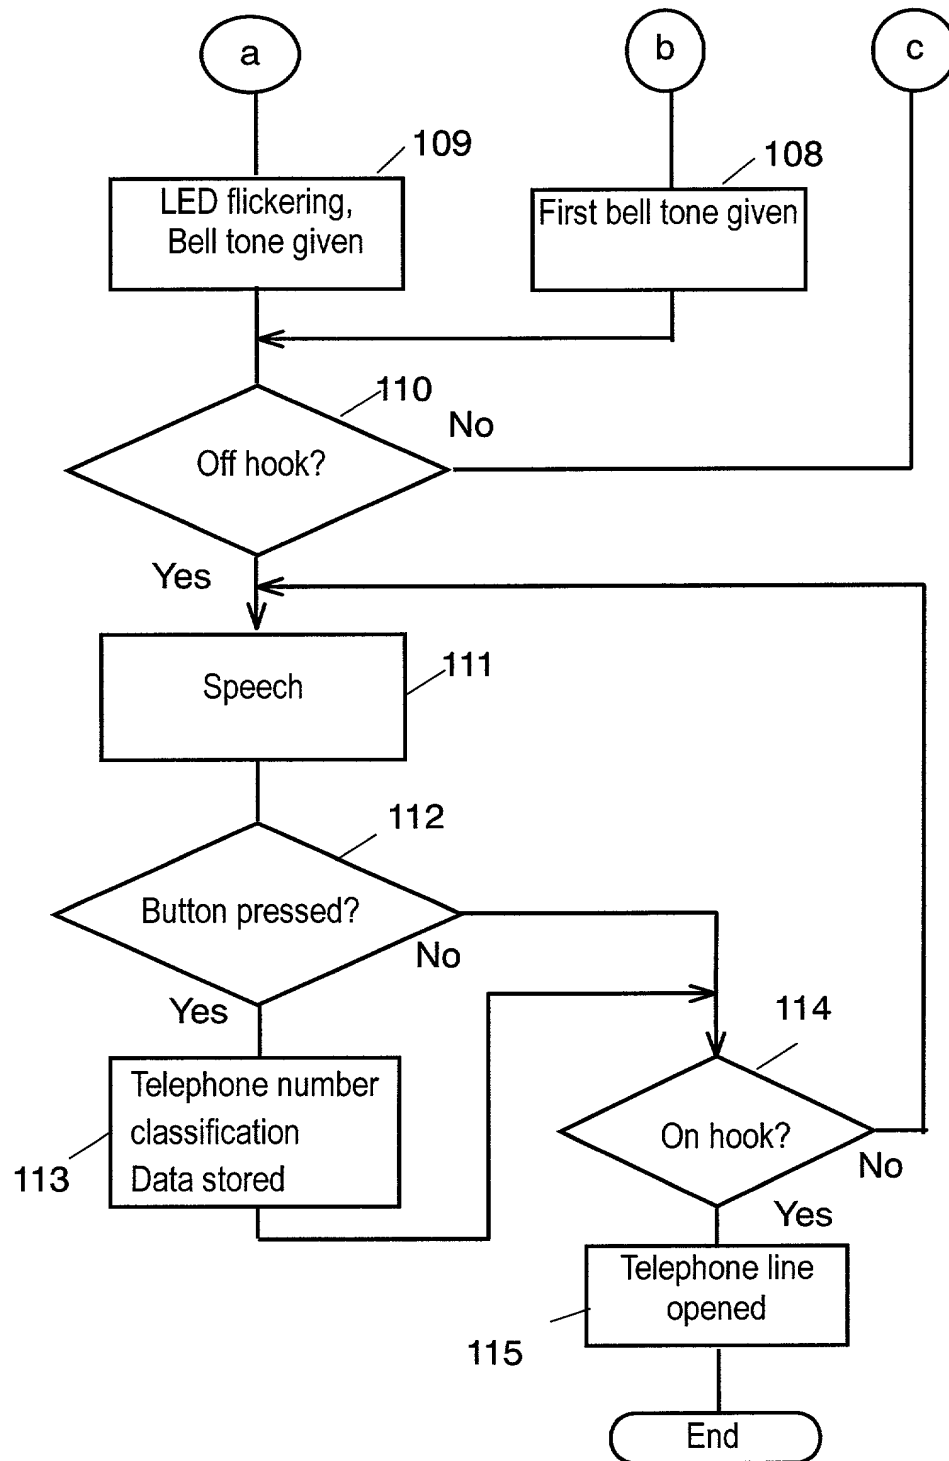 a
b
c
109
108
LED flickering,
Bell tone given
First bell tone given
110
No
Off hook?
Yes
111
Speech
112
Button pressed?
No
Yes
114
Telephone number
classification
Data stored
113
On hook?
No
Yes
Telephone line
opened
115
End